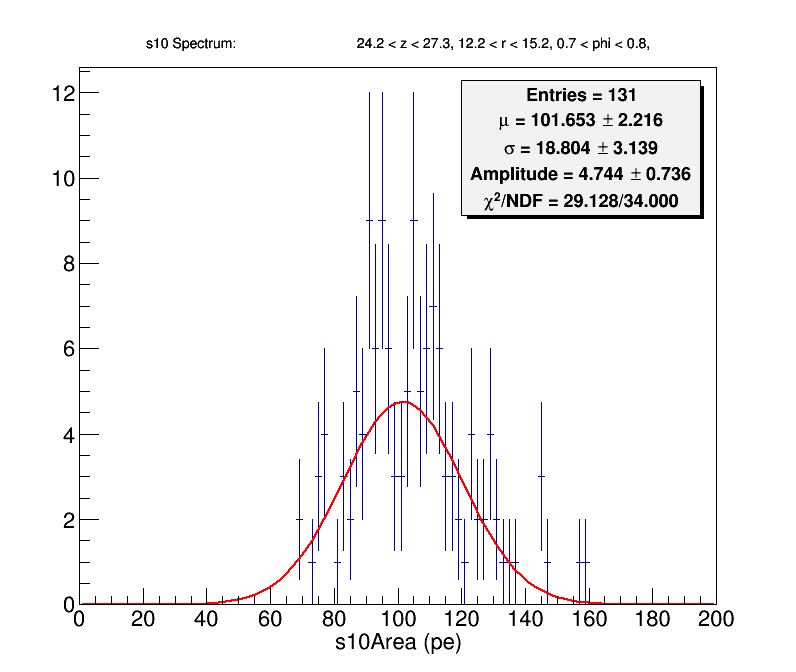 s10 Spectrum: 24.2 < z < 27.3, 12.2 < r < 15.2, 0.7 < phi < 0.8,
Entries = 131
μ = 101.653 ± 2.216
σ = 18.804 ± 3.139
Amplitude = 4.744 ± 0.736
χ²/NDF = 29.128/34.000
12
10
8
6
4
2
0
0 20 40 60 80 100 120 140 160 180 200
s10Area (pe)